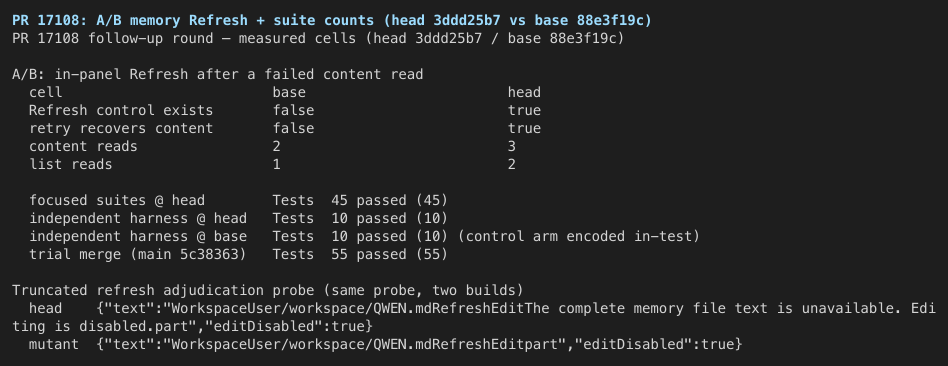 PR 17108: A/B memory Refresh + suite counts (head 3ddd25b7 vs base 88e3f19c)
PR 17108 follow-up round — measured cells (head 3ddd25b7 / base 88e3f19c)
A/B: in-panel Refresh after a failed content read
cell base head
Refresh control exists false true
retry recovers content false true
content reads 2 3
list reads 1 2
focused suites @ head Tests 45 passed (45)
independent harness @ head Tests 10 passed (10)
independent harness @ base Tests 10 passed (10) (control arm encoded in-test)
trial merge (main 5c38363) Tests 55 passed (55)
Truncated refresh adjudication probe (same probe, two builds)
head {"text":"WorkspaceUser/workspace/QWEN.mdRefreshEditThe complete memory file text is unavailable. Edi
ting is disabled.part","editDisabled":true}
mutant {"text":"WorkspaceUser/workspace/QWEN.mdRefreshEditpart","editDisabled":true}